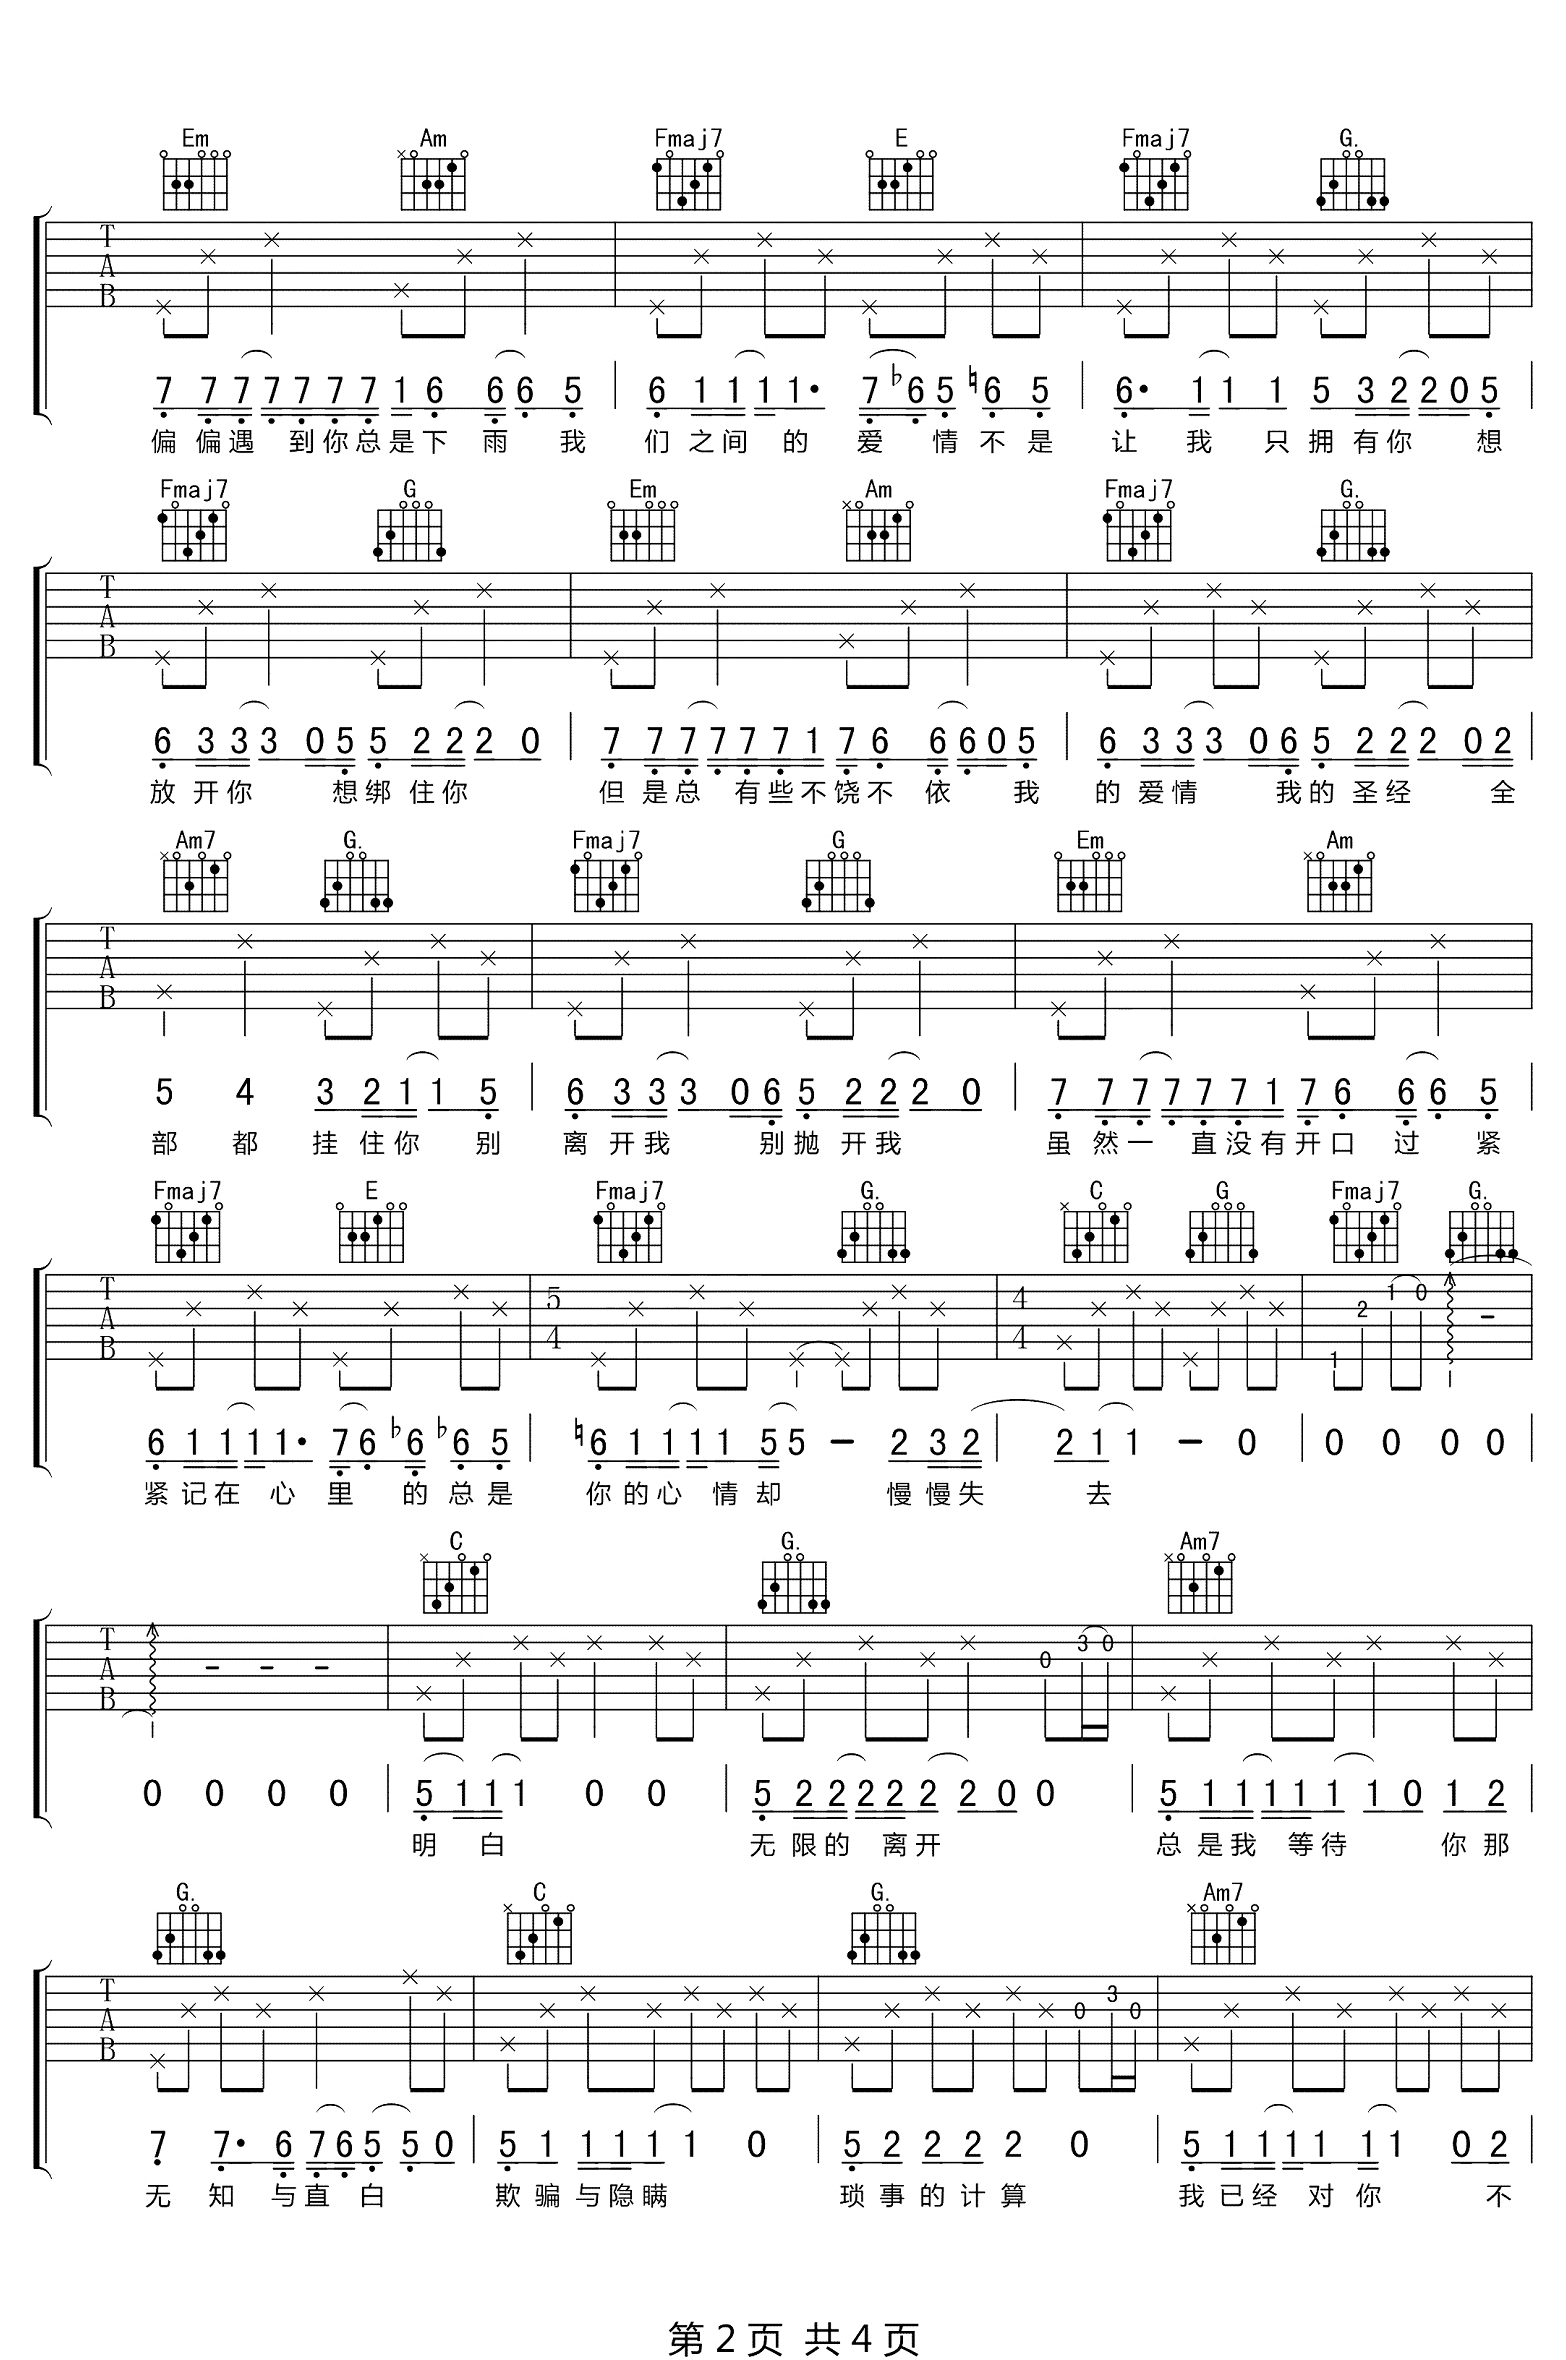 Em Am Fmaj7 E Fmaj7 G.
T
A
B
7 7 7 7 7 7 7 1 6 6 6 5 6 1 1 1 1· 7 ♭6 5 ♮6 5 6· 1 1 1 5 3 2 2 0 5
偏 偏 遇 到 你 总 是 下 雨 我 们 之 间 的 爱 情 不 是 让 我 只 拥 有 你 想
Fmaj7 G Em Am Fmaj7 G.
T
A
B
6 3 3 3 0 5 5 2 2 2 0 7 7 7 7 7 7 1 7 6 6 6 0 5 6 3 3 3 0 6 5 2 2 2 0 2
放 开 你 想 绑 住 你 但 是 总 有 些 不 饶 不 依 我 的 爱 情 我 的 圣 经 全
Am7 G. Fmaj7 G Em Am
T
A
B
5 4 3 2 1 1 5 6 3 3 3 0 6 5 2 2 2 0 7 7 7 7 7 7 1 7 6 6 6 5
部 都 挂 住 你 别 离 开 我 别 抛 开 我 虽 然 一 直 没 有 开 口 过 紧
Fmaj7 E Fmaj7 G. C G Fmaj7 G.
T
A
B
5
4
4
4
1 2 1 0 -
6 1 1 1 1· 7 6 ♭6 ♭6 5 ♮6 1 1 1 1 5 5 - 2 3 2 2 1 1 - 0 0 0 0 0
紧 记 在 心 里 的 总 是 你 的 心 情 却 慢 慢 失 去
C G. Am7
T
A
B
- - - 0 3 0
0 0 0 0 5 1 1 1 0 0 5 2 2 2 2 2 2 0 0 5 1 1 1 1 1 1 0 1 2
明 白 无 限 的 离 开 总 是 我 等 待 你 那
G. C G. Am7
T
A
B
0 3 0
7 7· 6 7 6 5 5 0 5 1 1 1 1 1 0 5 2 2 2 2 0 5 1 1 1 1 1 1 0 2
无 知 与 直 白 欺 骗 与 隐 瞒 琐 事 的 计 算 我 已 经 对 你 不
第 2 页 共 4 页